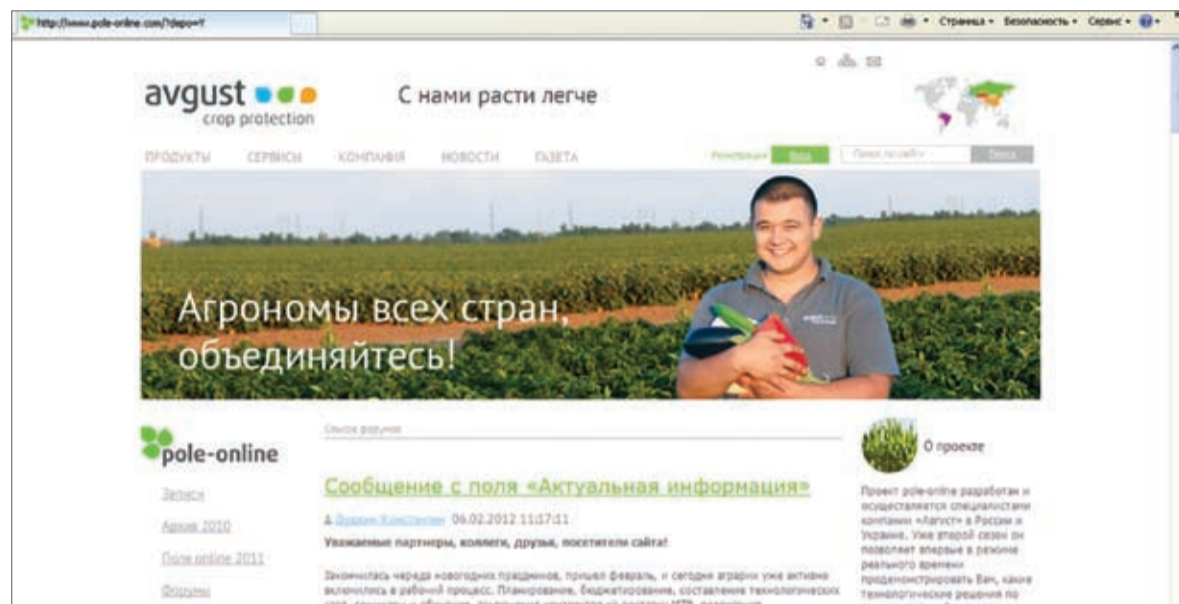 http://www.pole-online.com/?depo=Y
Страница Безопасность Сервис
avgust
crop protection
С нами расти легче
ПРОДУКТЫ СЕРВИСЫ КОМПАНИЯ НОВОСТИ ГАЗЕТА Регистрация Вход Поиск по сайту Поиск
Агрономы всех стран,
объединяйтесь!
pole-online
Записи
Архив 2010
Поле online 2011
Форумы
Список форумов
Сообщение с поля «Актуальная информация»
Константин 06.02.2012 11:17:11
Уважаемые партнеры, коллеги, друзья, посетители сайта!
Закончилась череда новогодних праздников, пришел февраль, и сегодня аграрии уже активно
включились в рабочий процесс. Планирование, бюджетирование, составление технологических
О проекте
Проект pole-online разработан и
осуществляется специалистами
компании «Август» в России и
Украине. Уже второй сезон он
позволяет впервые в режиме
реального времени
продемонстрировать Вам, какие
технологические решения по